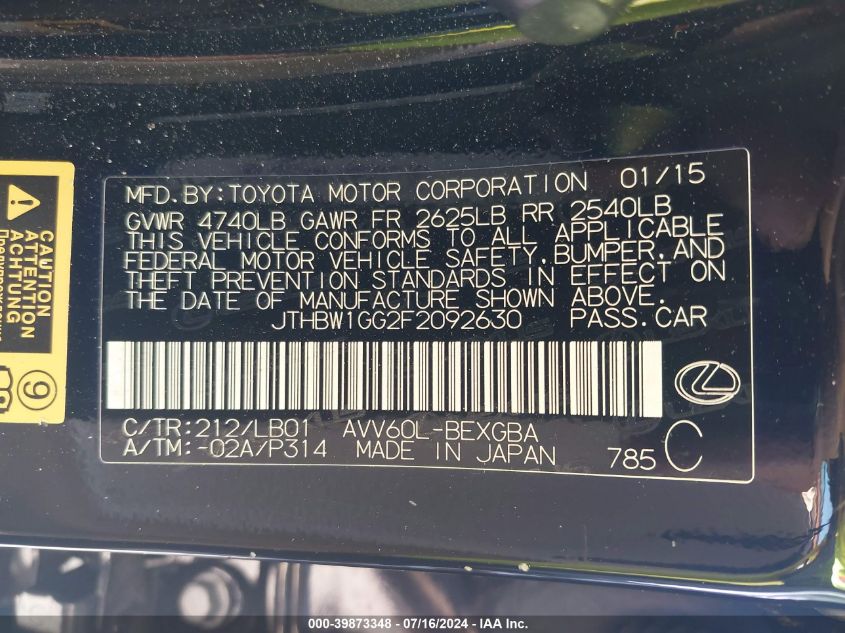 MFD.BY:TOYOTA MOTOR CORPORATION 01/15
GVWR 4740LB GAWR FR 2625LB RR 2540LB
THIS VEHICLE CONFORMS TO ALL APPLICABLE
FEDERAL MOTOR VEHICLE SAFETY,BUMPER,AND
THEFT PREVENTION STANDARDS IN EFFECT ON
THE DATE OF MANUFACTURE SHOWN ABOVE.
JTHBW1GG2F2092630 PASS.CAR
C/TR:212/LB01 AVV60L-BEXGBA
A/TM:-02A/P314 MADE IN JAPAN 785 C
CAUTION
ATTENTION
ACHTUNG
9
000-39873348 - 07/16/2024 - IAA Inc.